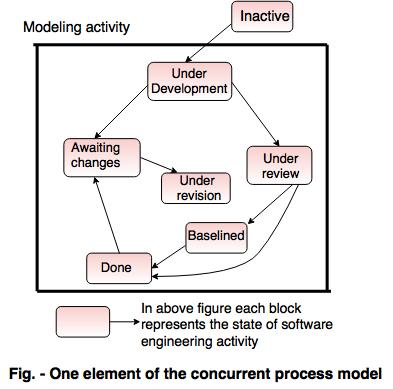 Inactive
Modeling activity
Under
Development
Awaiting
changes
Under
review
Under
revision
Baselined
Done
In above figure each block
represents the state of software
engineering activity
Fig. - One element of the concurrent process model